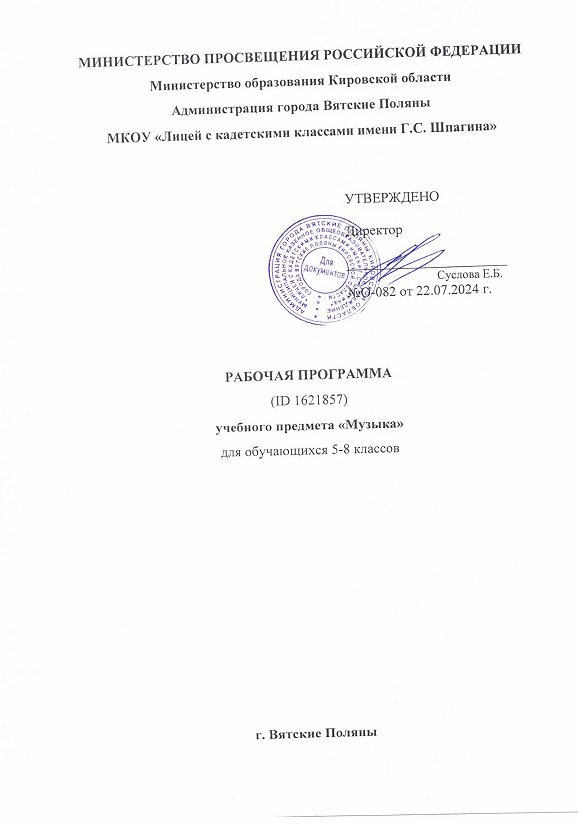 МИНИСТЕРСТВО ПРОСВЕЩЕНИЯ РОССИЙСКОЙ ФЕДЕРАЦИИ
Министерство образования Кировской области
Администрация города Вятские Поляны
МКОУ «Лицей с кадетскими классами имени Г.С. Шпагина»
УТВЕРЖДЕНО
Директор
Для
документов
Суслова Е.Б.
№О-082 от 22.07.2024 г.
РАБОЧАЯ ПРОГРАММА
(ID 1621857)
учебного предмета «Музыка»
для обучающихся 5-8 классов
г. Вятские Поляны